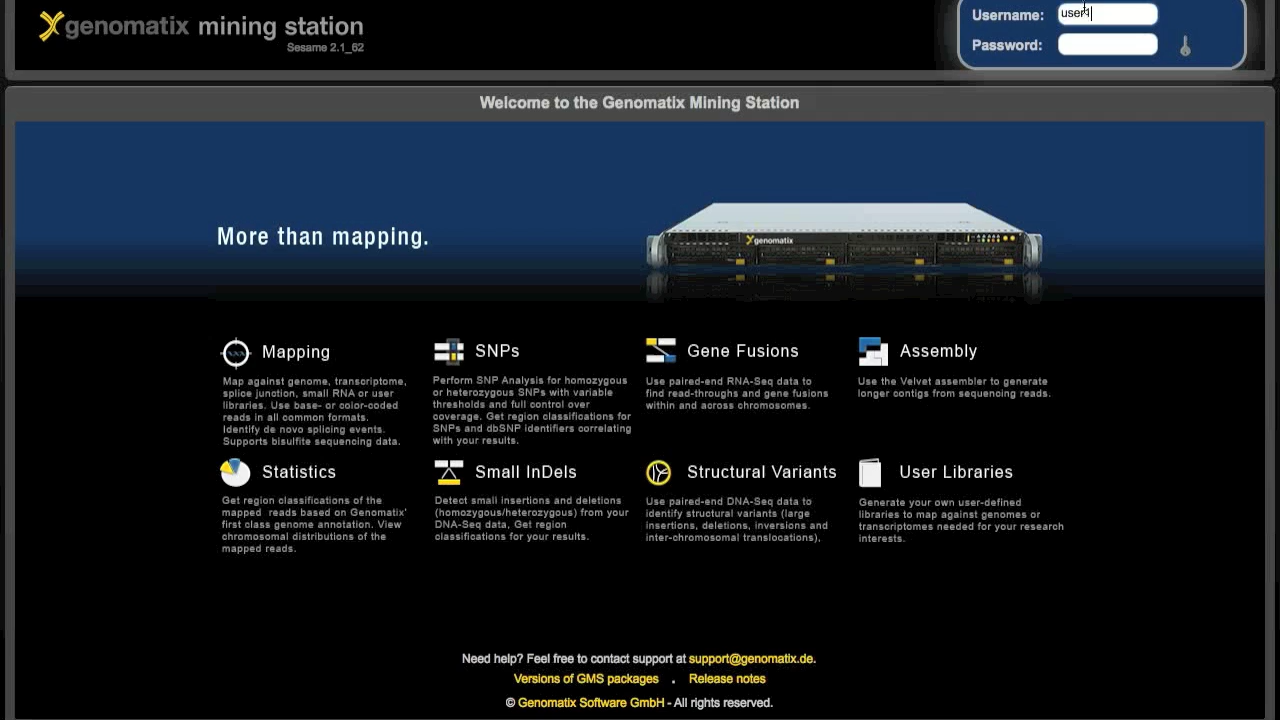 genomatix mining station
Sesame 2.1_62
Username: user1
Password:
Welcome to the Genomatix Mining Station
More than mapping.
genomatix
Mapping
Map against genome, transcriptome,
splice junction, small RNA or user
libraries. Use base- or color-coded
reads in all common formats.
Identify de novo splicing events.
Supports bisulfite sequencing data.
SNPs
Perform SNP Analysis for homozygous
or heterozygous SNPs with variable
thresholds and full control over
coverage. Get region classifications for
SNPs and dbSNP identifiers correlating
with your results.
Gene Fusions
Use paired-end RNA-Seq data to
find read-throughs and gene fusions
within and across chromosomes.
Assembly
Use the Velvet assembler to generate
longer contigs from sequencing reads.
Statistics
Get region classifications of the
mapped reads based on Genomatix'
first class genome annotation. View
chromosomal distributions of the
mapped reads.
Small InDels
Detect small insertions and deletions
(homozygous/heterozygous) from your
DNA-Seq data, Get region
classifications for your results.
Structural Variants
Use paired-end DNA-Seq data to
identify structural variants (large
insertions, deletions, inversions and
inter-chromosomal translocations),
User Libraries
Generate your own user-defined
libraries to map against genomes or
transcriptomes needed for your research
interests.
Need help? Feel free to contact support at support@genomatix.de.
Versions of GMS packages . Release notes
© Genomatix Software GmbH - All rights reserved.